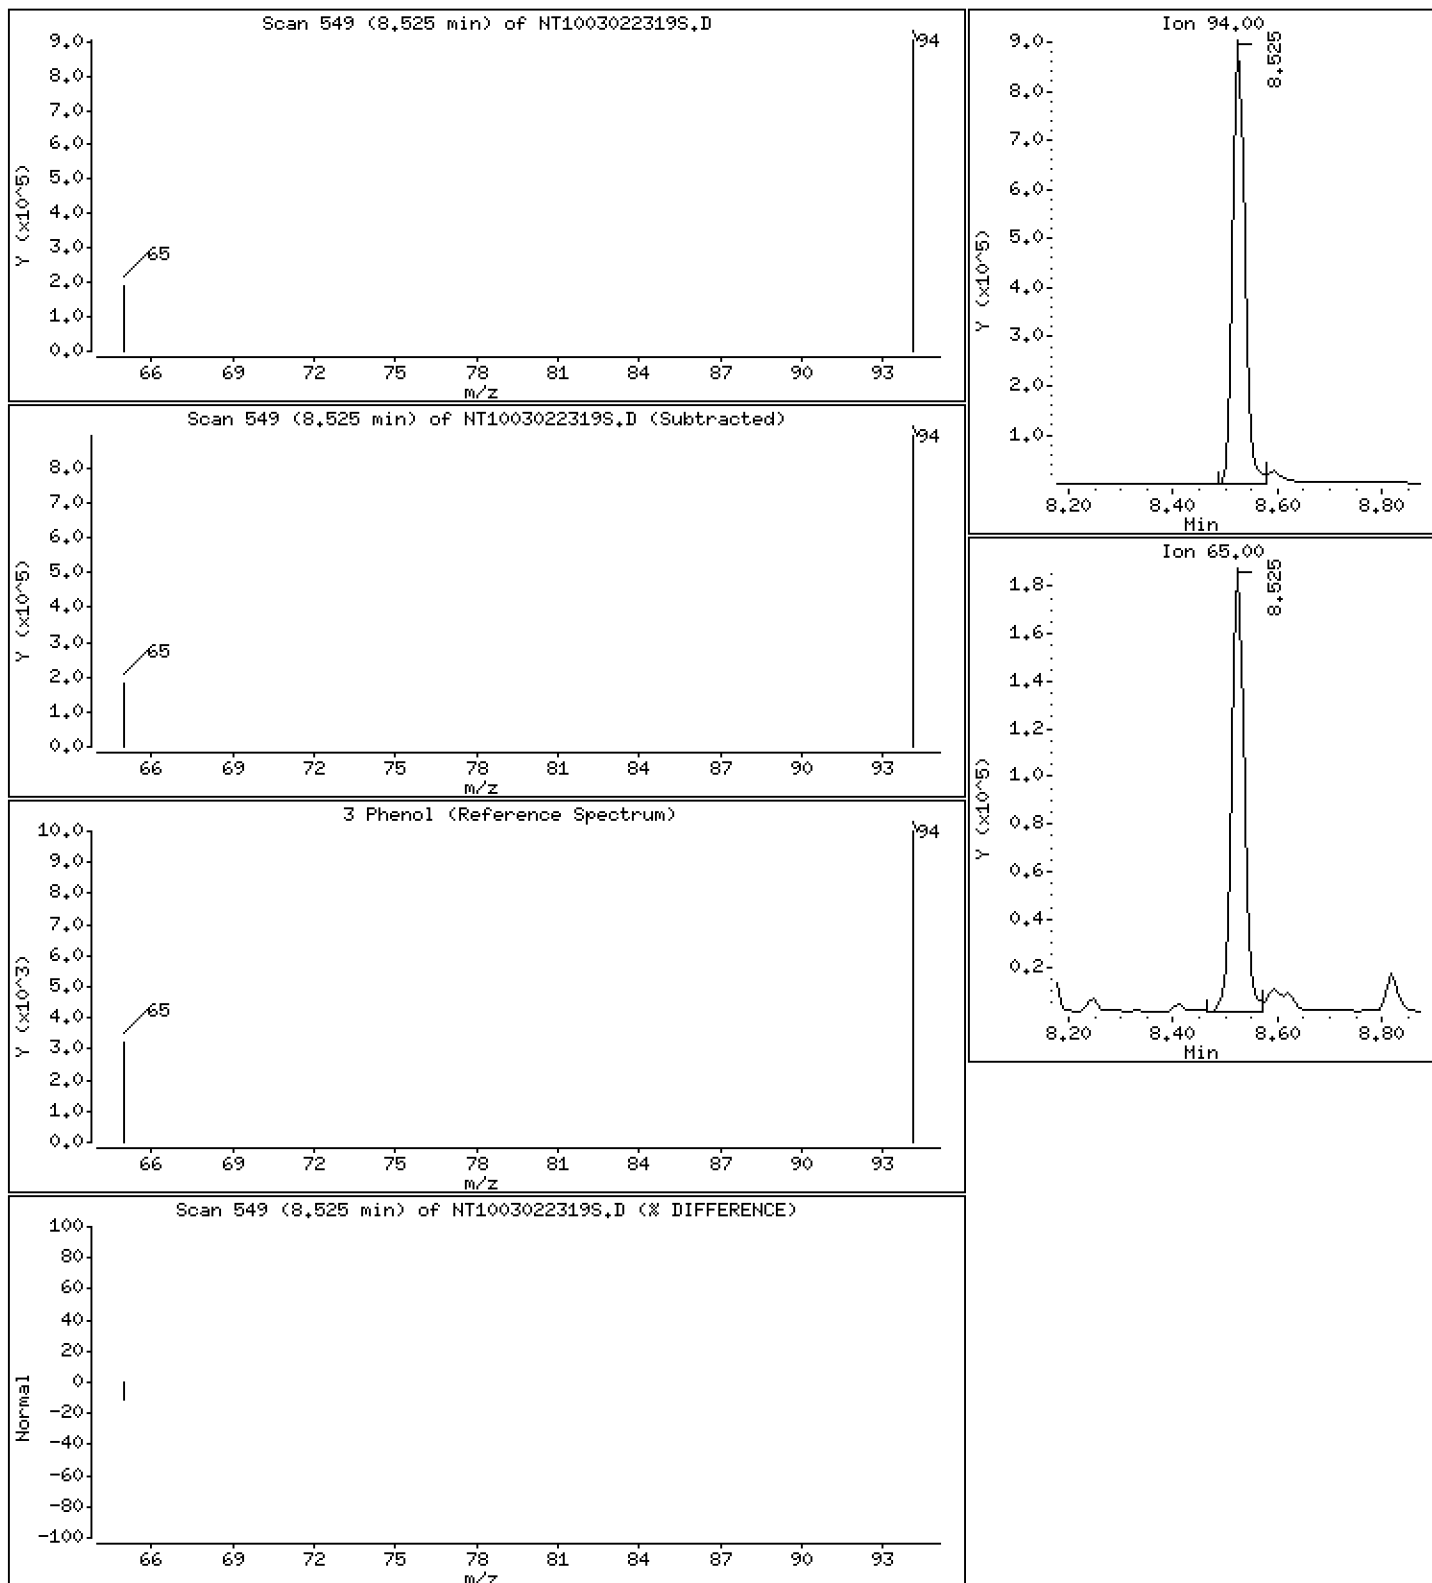 Scan 549 (8.525 min) of NT1003022319S.D
94
9.0
8.0
7.0
6.0
5.0
4.0
3.0
2.0
1.0
0.0
Y (x10^5)
65
66 69 72 75 78 81 84 87 90 93
m/z
Scan 549 (8.525 min) of NT1003022319S.D (Subtracted)
94
8.0
7.0
6.0
5.0
4.0
3.0
2.0
1.0
0.0
Y (x10^5)
65
66 69 72 75 78 81 84 87 90 93
m/z
3 Phenol (Reference Spectrum)
94
10.0
9.0
8.0
7.0
6.0
5.0
4.0
3.0
2.0
1.0
0.0
Y (x10^3)
65
66 69 72 75 78 81 84 87 90 93
m/z
Scan 549 (8.525 min) of NT1003022319S.D (% DIFFERENCE)
100
80
60
40
20
0
-20
-40
-60
-80
-100
Normal
66 69 72 75 78 81 84 87 90 93
m/z
Ion 94.00
8.525
9.0
8.0
7.0
6.0
5.0
4.0
3.0
2.0
1.0
Y (x10^5)
8.20 8.40 8.60 8.80
Min
Ion 65.00
8.525
1.8
1.6
1.4
1.2
1.0
0.8
0.6
0.4
0.2
Y (x10^5)
8.20 8.40 8.60 8.80
Min